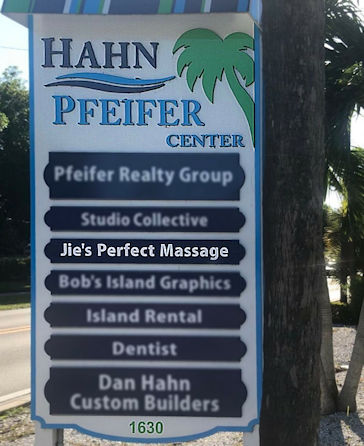 HAHN
PFEIFER
CENTER
Pfeifer Realty Group
Studio Collective
Jie's Perfect Massage
Bob's Island Graphics
Island Rental
Dentist
Dan Hahn
Custom Builders
1630